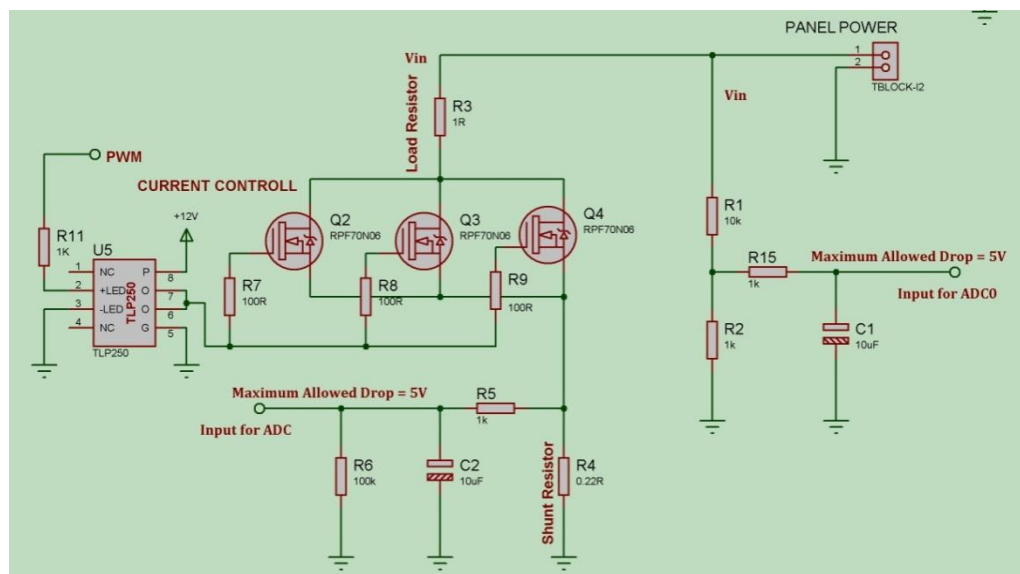 PANEL POWER
1
2
TBLOCK-I2
Vin
Vin
Load Resistor
R3
1R
PWM
CURRENT CONTROLL
+12V
R11
1K
U5
1
NC
P
8
2
+LED
O
7
3
-LED
O
6
4
NC
G
5
TLP250
TLP250
Q2
RPF70N06
Q3
RPF70N06
Q4
RPF70N06
R7
100R
R8
100R
R9
100R
R1
10k
R15
1k
Maximum Allowed Drop = 5V
Input for ADC0
R2
1k
C1
10uF
Maximum Allowed Drop = 5V
Input for ADC
R5
1k
R6
100k
C2
10uF
Shunt Resistor
R4
0.22R